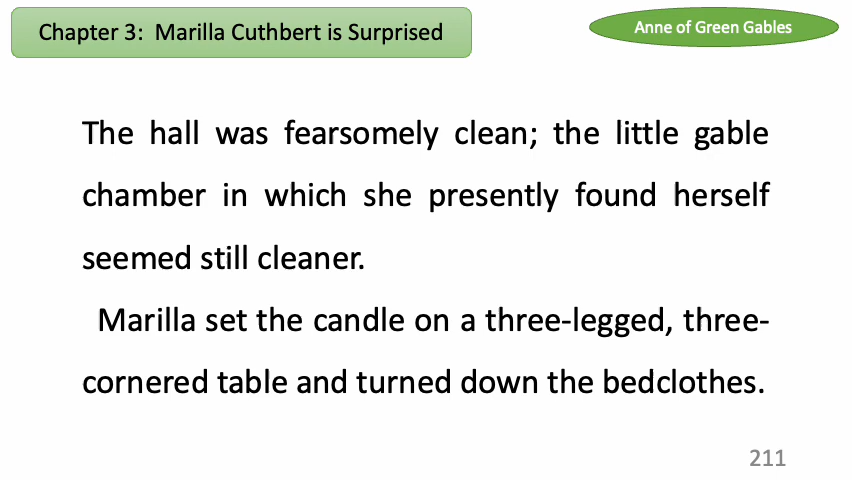 Chapter 3: Marilla Cuthbert is Surprised
Anne of Green Gables
The hall was fearsomely clean; the little gable
chamber in which she presently found herself
seemed still cleaner.
Marilla set the candle on a three-legged, three-
cornered table and turned down the bedclothes.
211